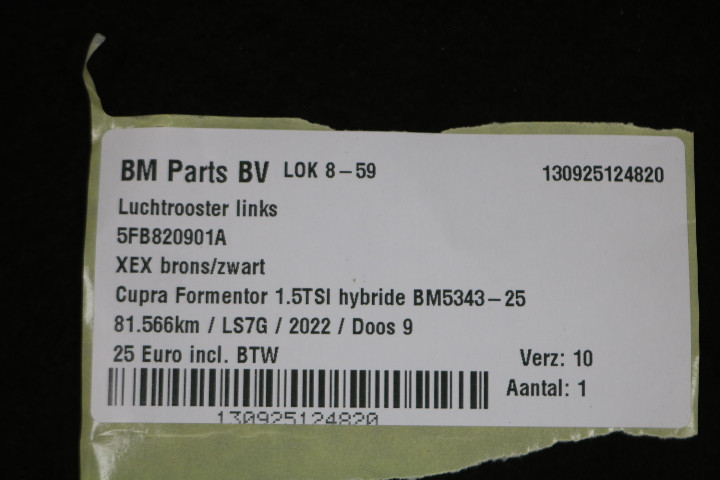 BM Parts BV LOK 8-59 130925124820
Luchtrooster links
5FB820901A
XEX brons/zwart
Cupra Formentor 1.5TSI hybride BM5343-25
81.566km / LS7G / 2022 / Doos 9
25 Euro incl. BTW Verz: 10
Aantal: 1
130925124820